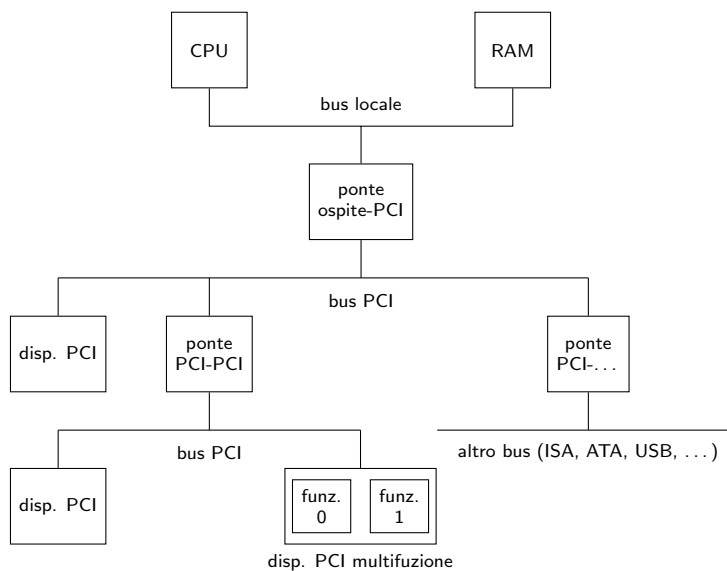 CPU
RAM
bus locale
ponte
ospite-PCI
bus PCI
disp. PCI
ponte
PCI-PCI
ponte
PCI-...
bus PCI
altro bus (ISA, ATA, USB, ...)
disp. PCI
funz.
0
funz.
1
disp. PCI multifuzione